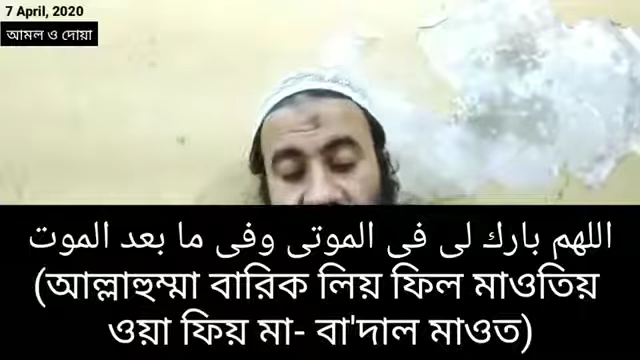 7 April, 2020
আমল ও দোয়া
اللهم بارك لى فى الموتى وفى ما بعد الموت
(আল্লাহুম্মা বারিক লিয় ফিল মাওতিয়
ওয়া ফিয় মা- বা'দাল মাওত)